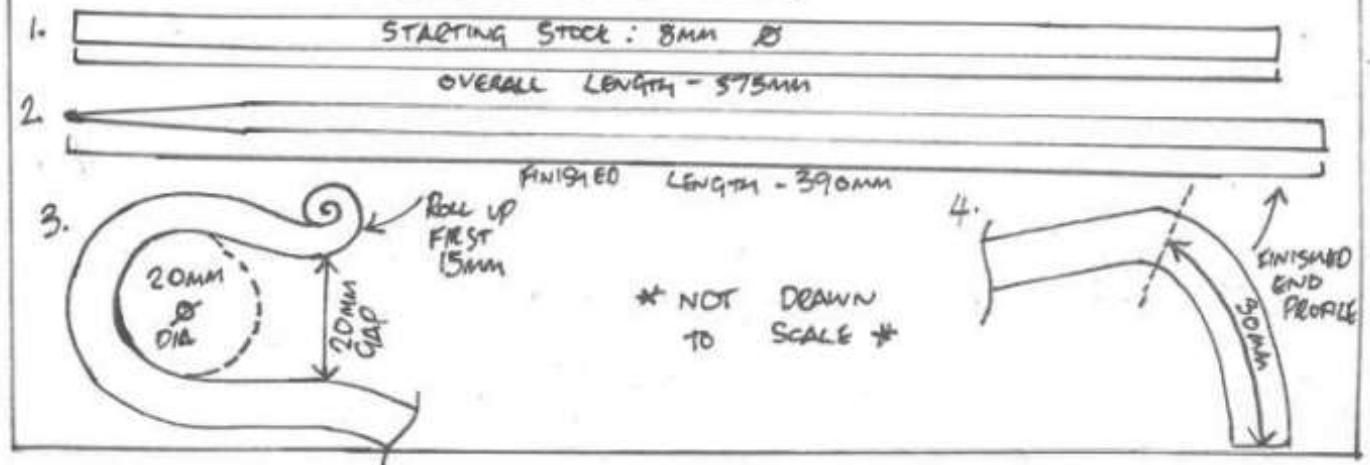 1. STARTING STOCK : 8MM Ø
OVERALL LENGTH - 375MM
2.
FINISHED LENGTH - 390MM
3.
ROLL UP
FIRST
15MM
20MM
Ø
DIA
20MM
GAP
* NOT DRAWN
TO SCALE *
4.
30MM
FINISHED
END
PROFILE